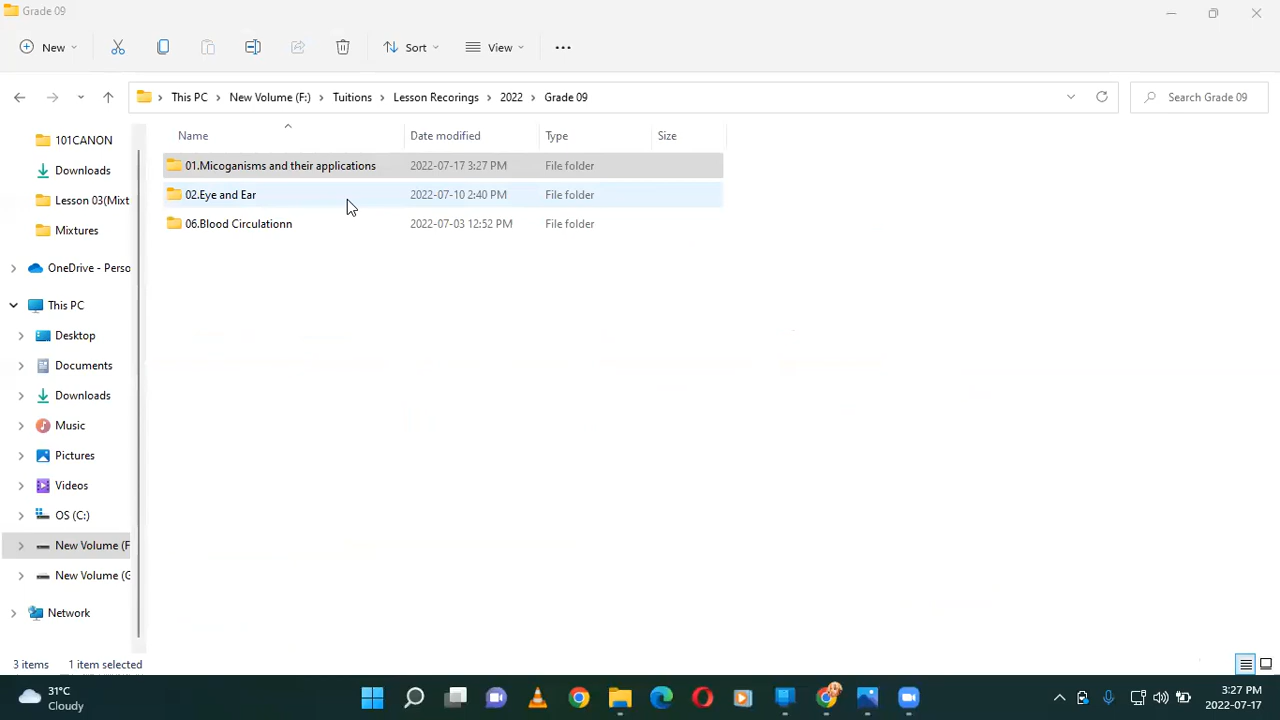 Grade 09
New
Sort
View
This PC
New Volume (F:)
Tuitions
Lesson Recorings
2022
Grade 09
Search Grade 09
Name
Date modified
Type
Size
01.Micoganisms and their applications
2022-07-17 3:27 PM
File folder
02.Eye and Ear
2022-07-10 2:40 PM
File folder
06.Blood Circulationn
2022-07-03 12:52 PM
File folder
101CANON
Downloads
Lesson 03(Mixt
Mixtures
OneDrive - Perso
This PC
Desktop
Documents
Downloads
Music
Pictures
Videos
OS (C:)
New Volume (F
New Volume (G
Network
3 items
1 item selected
31°C
Cloudy
3:27 PM
2022-07-17